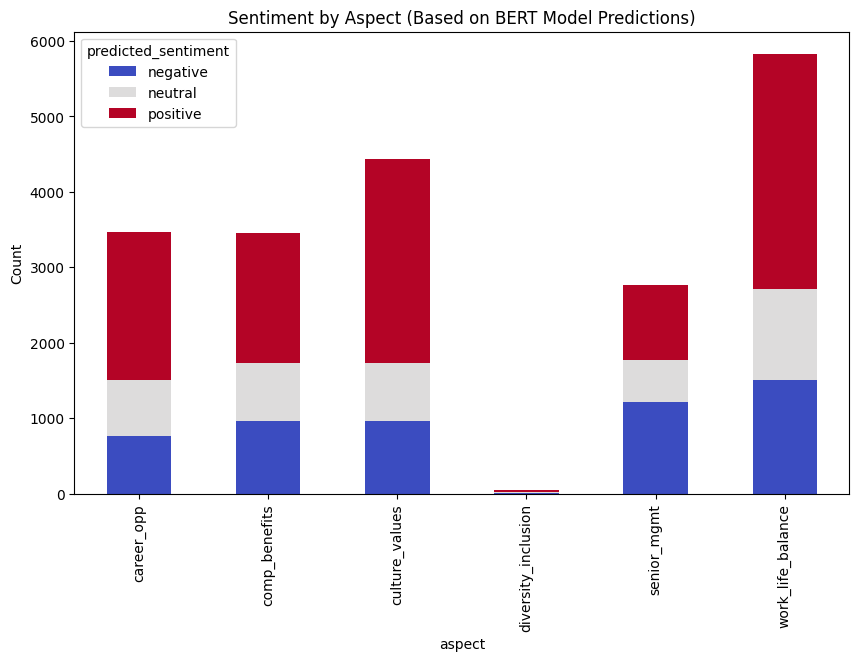 Sentiment by Aspect (Based on BERT Model Predictions)
predicted_sentiment
negative
neutral
positive
6000
5000
4000
3000
2000
1000
0
Count
career_opp
comp_benefits
culture_values
diversity_inclusion
senior_mgmt
work_life_balance
aspect